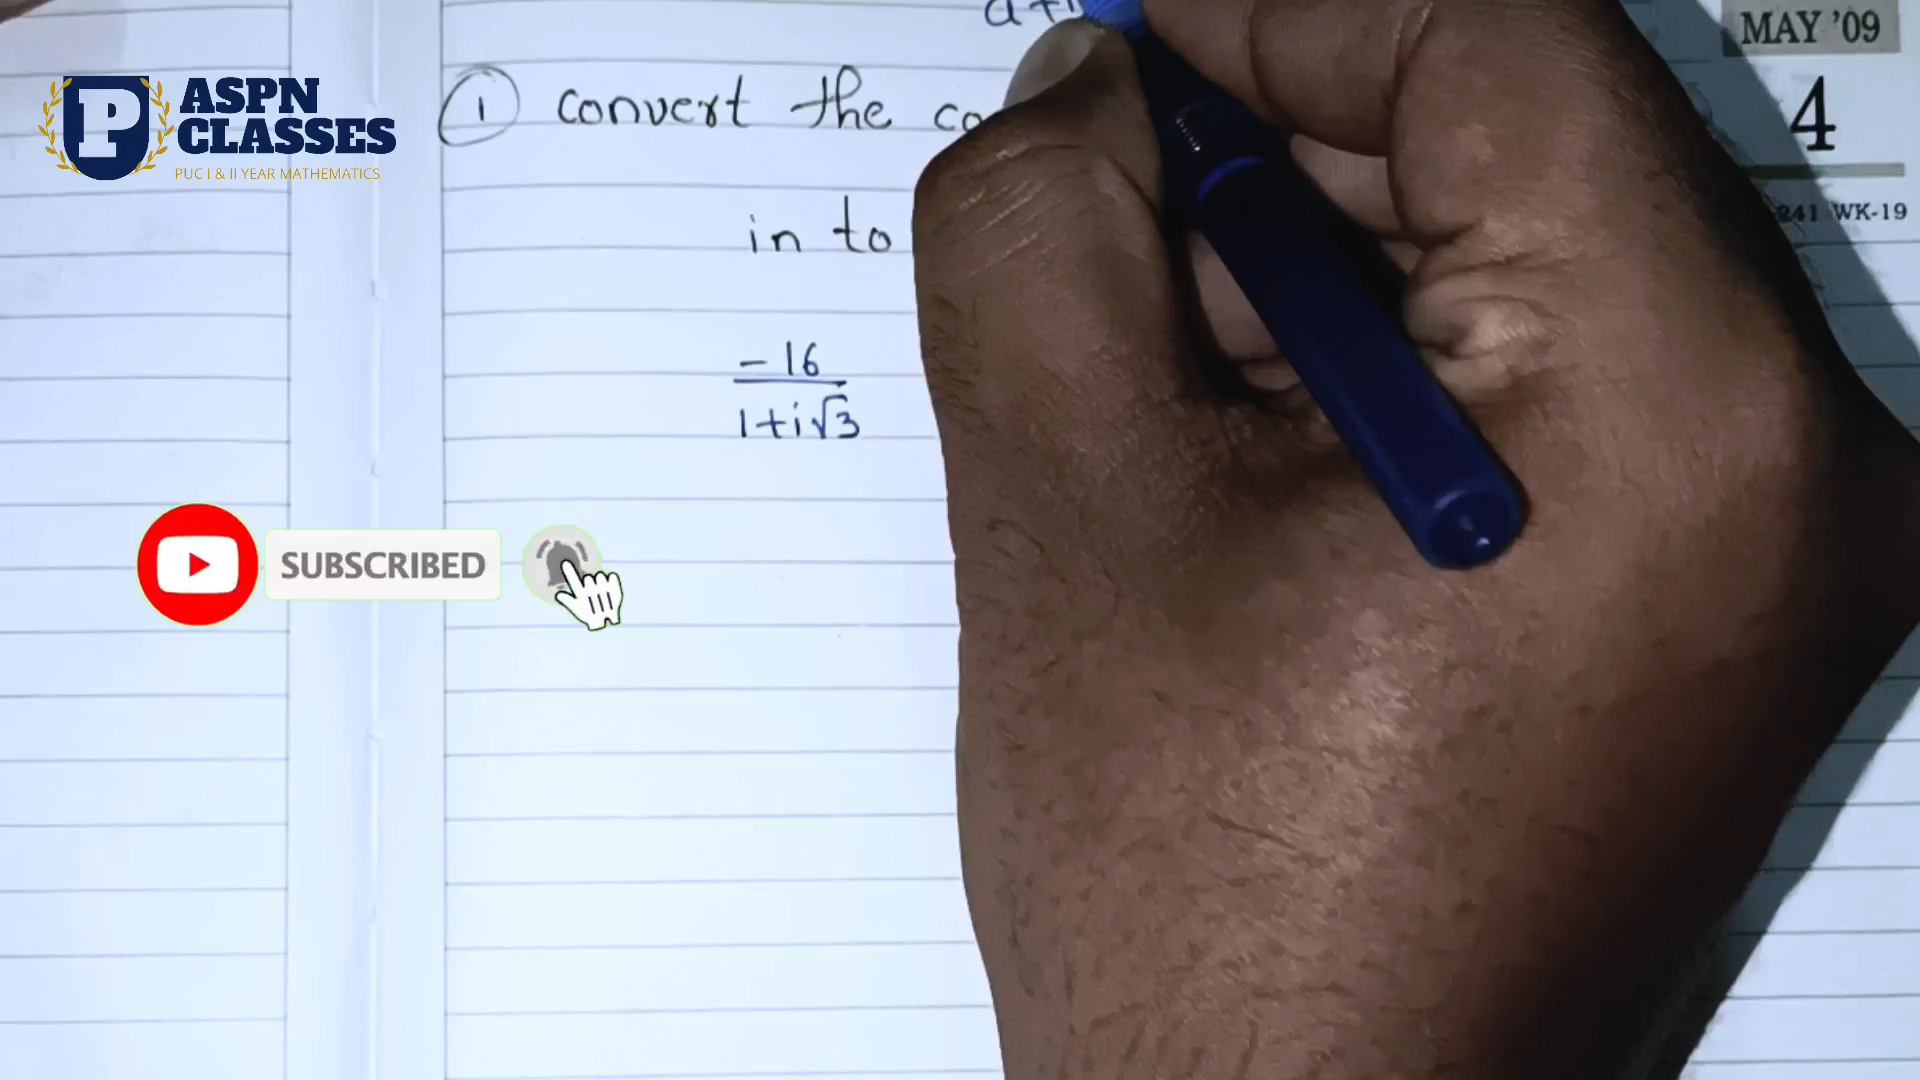 MAY '09
4
241 WK-19
ASPN
CLASSES
PUC I & II YEAR MATHEMATICS
① convert the
in to
-16
1+i√3
SUBSCRIBED